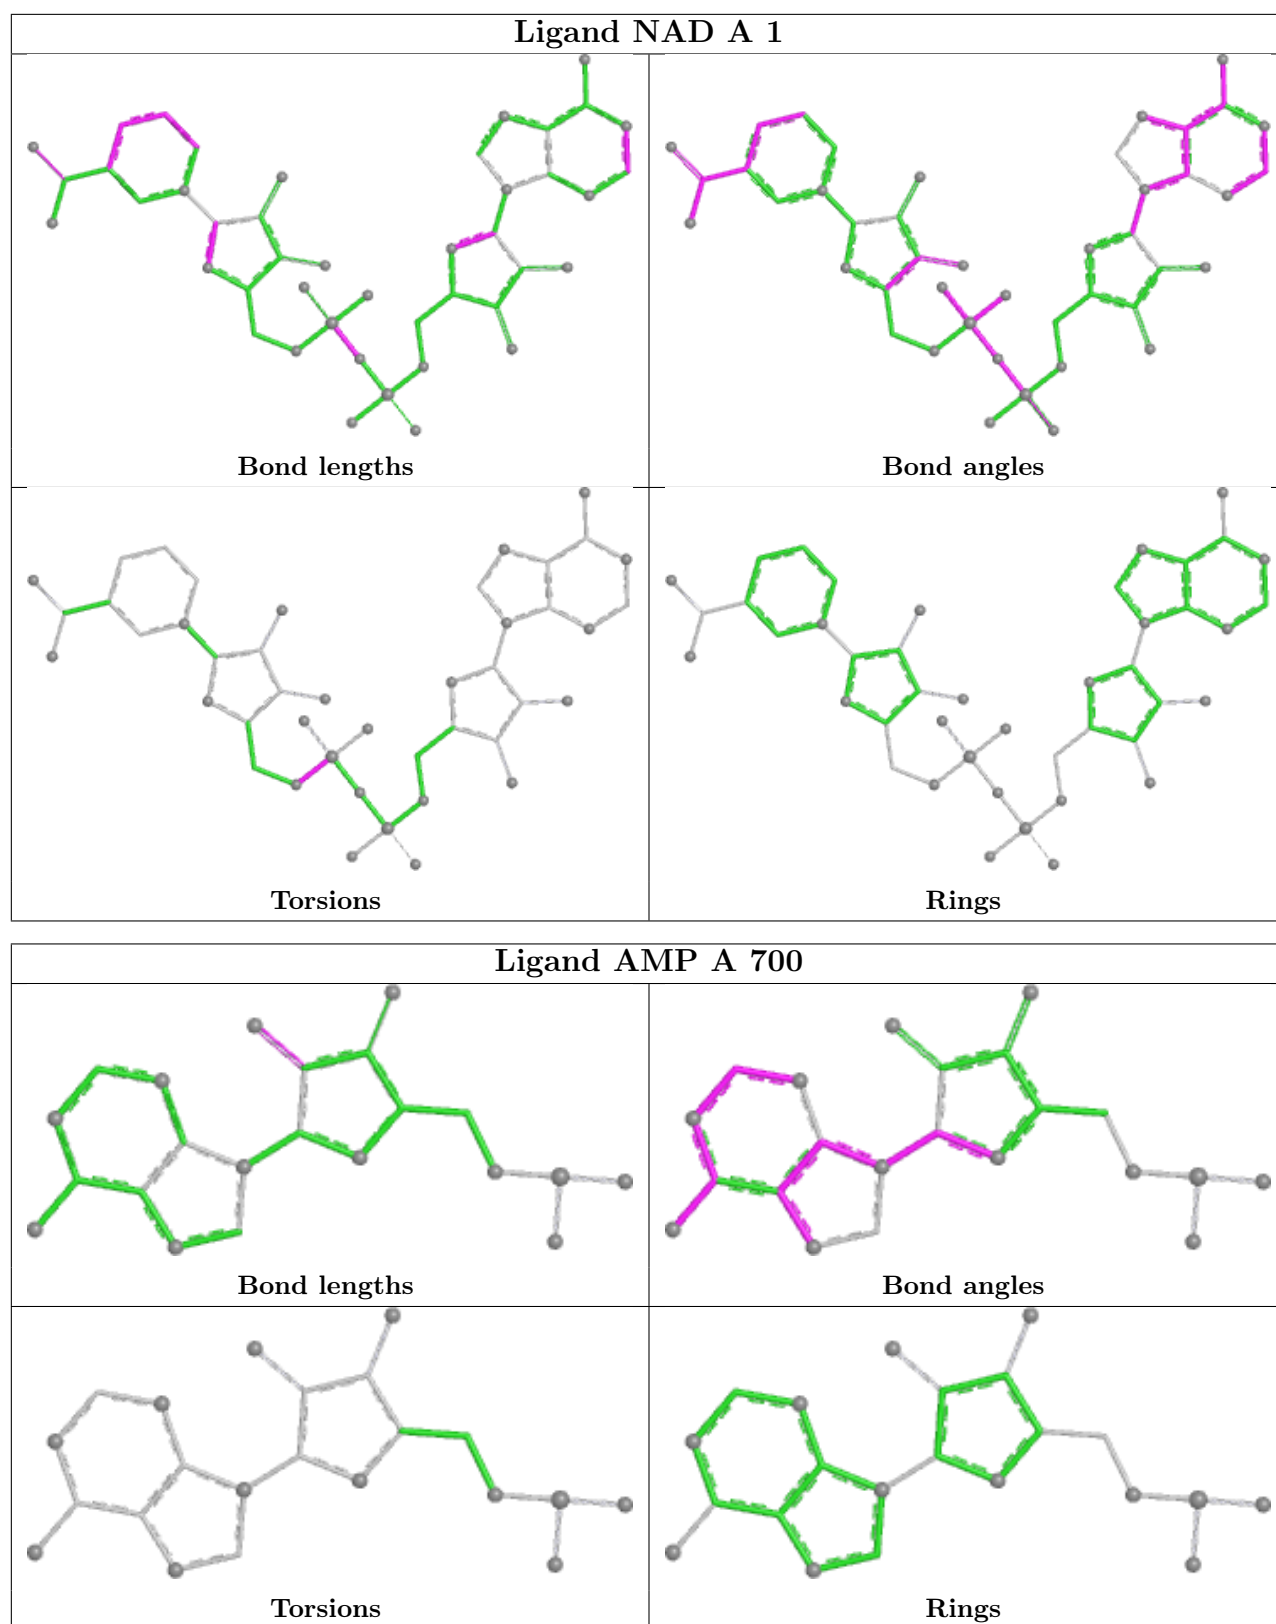 Ligand NAD A 1
Bond lengths
Bond angles
Torsions
Rings
Ligand AMP A 700
Bond lengths
Bond angles
Torsions
Rings